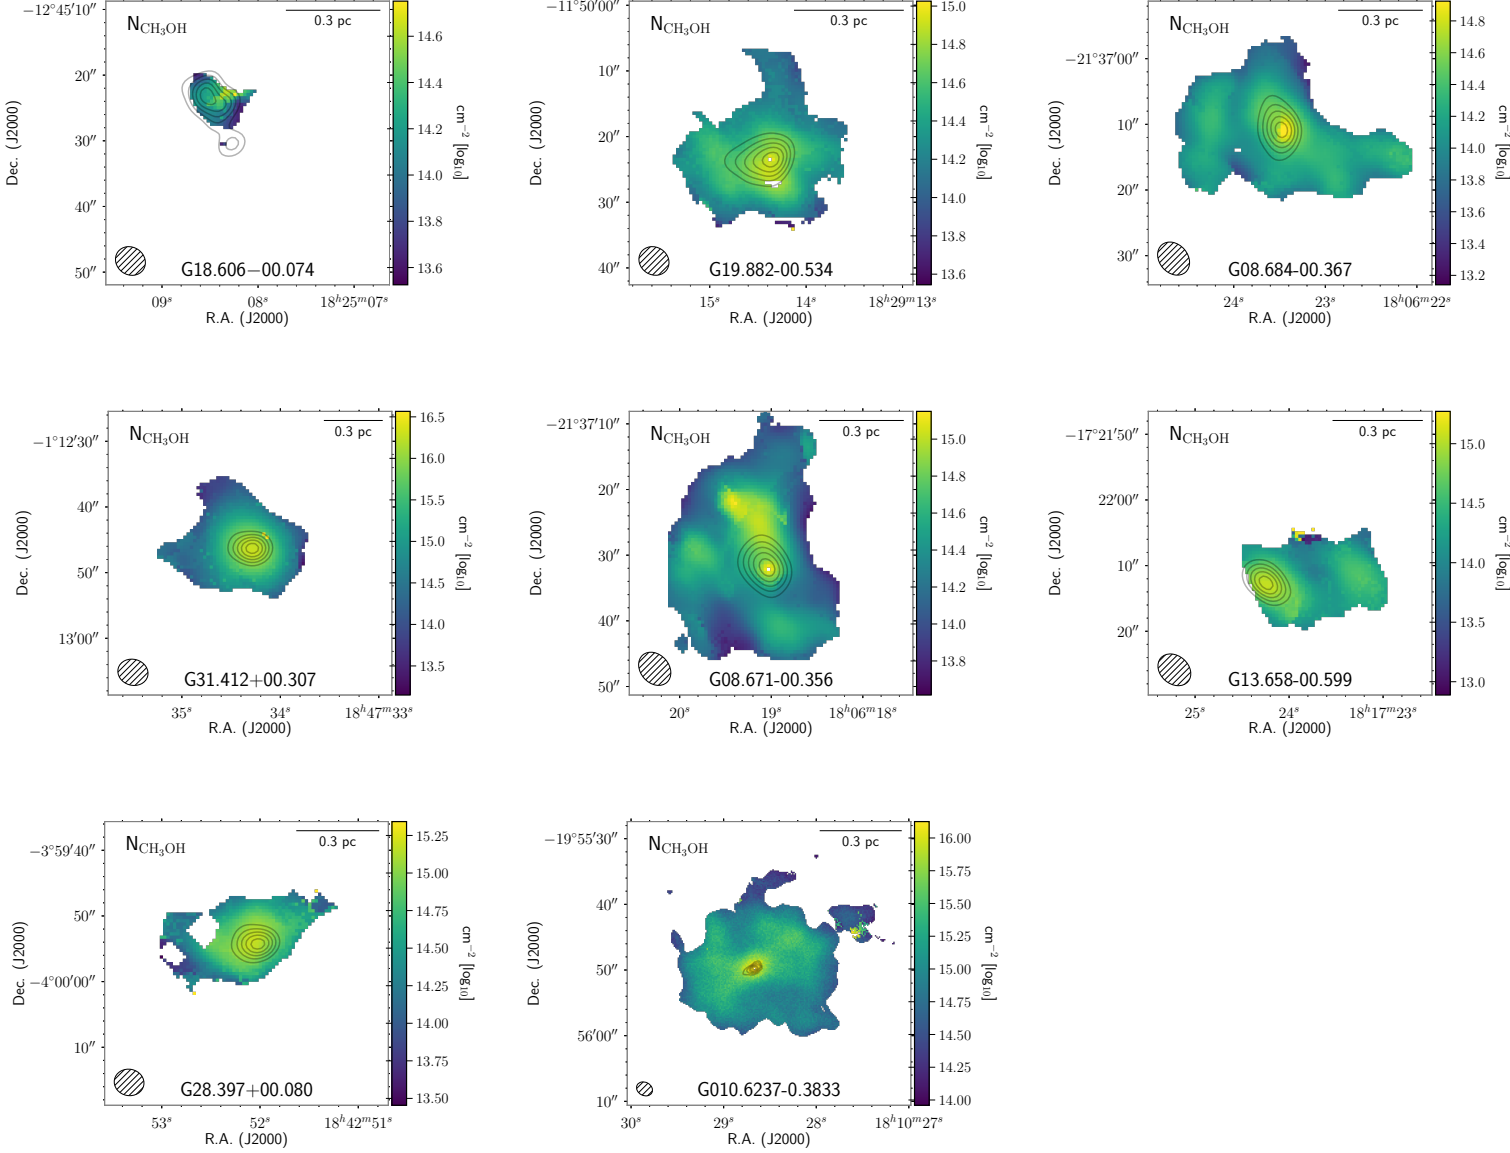 −12°45′10″
20″
30″
40″
50″
Dec. (J2000)
N_CH₃OH
0.3 pc
G18.606−00.074
09ˢ 08ˢ 18ʰ25ᵐ07ˢ
R.A. (J2000)
14.6
14.4
14.2
14.0
13.8
13.6
cm⁻² [log₁₀]
−11°50′00″
10″
20″
30″
40″
Dec. (J2000)
N_CH₃OH
0.3 pc
G19.882-00.534
15ˢ 14ˢ 18ʰ29ᵐ13ˢ
R.A. (J2000)
15.0
14.8
14.6
14.4
14.2
14.0
13.8
13.6
cm⁻² [log₁₀]
−21°37′00″
10″
20″
30″
Dec. (J2000)
N_CH₃OH
0.3 pc
G08.684-00.367
24ˢ 23ˢ 18ʰ06ᵐ22ˢ
R.A. (J2000)
14.8
14.6
14.4
14.2
14.0
13.8
13.6
13.4
13.2
cm⁻² [log₁₀]
−1°12′30″
40″
50″
13′00″
Dec. (J2000)
N_CH₃OH
0.3 pc
G31.412+00.307
35ˢ 34ˢ 18ʰ47ᵐ33ˢ
R.A. (J2000)
16.5
16.0
15.5
15.0
14.5
14.0
13.5
cm⁻² [log₁₀]
−21°37′10″
20″
30″
40″
50″
Dec. (J2000)
N_CH₃OH
0.3 pc
G08.671-00.356
20ˢ 19ˢ 18ʰ06ᵐ18ˢ
R.A. (J2000)
15.0
14.8
14.6
14.4
14.2
14.0
13.8
cm⁻² [log₁₀]
−17°21′50″
22′00″
10″
20″
Dec. (J2000)
N_CH₃OH
0.3 pc
G13.658-00.599
25ˢ 24ˢ 18ʰ17ᵐ23ˢ
R.A. (J2000)
15.0
14.5
14.0
13.5
13.0
cm⁻² [log₁₀]
−3°59′40″
50″
−4°00′00″
10″
Dec. (J2000)
N_CH₃OH
0.3 pc
G28.397+00.080
53ˢ 52ˢ 18ʰ42ᵐ51ˢ
R.A. (J2000)
15.25
15.00
14.75
14.50
14.25
14.00
13.75
13.50
cm⁻² [log₁₀]
−19°55′30″
40″
50″
56′00″
10″
Dec. (J2000)
N_CH₃OH
0.3 pc
G010.6237-0.3833
30ˢ 29ˢ 28ˢ 18ʰ10ᵐ27ˢ
R.A. (J2000)
16.00
15.75
15.50
15.25
15.00
14.75
14.50
14.25
14.00
cm⁻² [log₁₀]